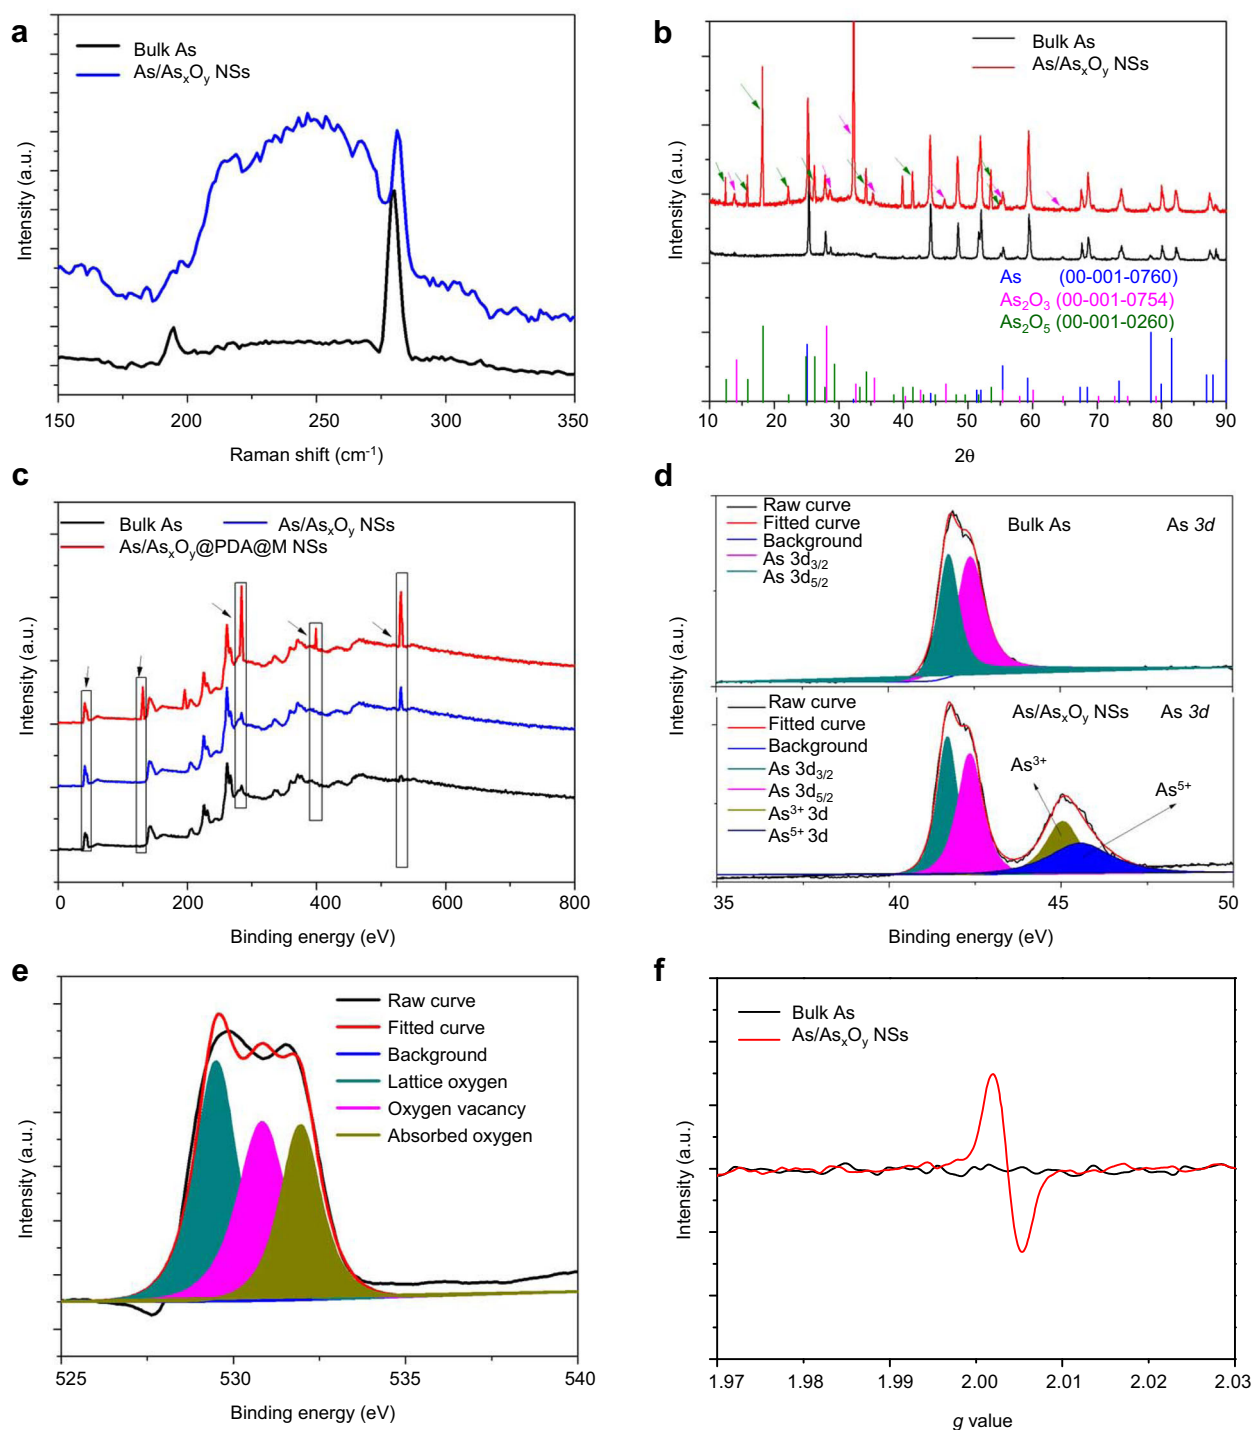 a
Bulk As
As/AsxOy NSs
Intensity (a.u.)
150 200 250 300 350
Raman shift (cm-1)
b
Bulk As
As/AsxOy NSs
Intensity (a.u.)
As (00-001-0760)
As2O3 (00-001-0754)
As2O5 (00-001-0260)
10 20 30 40 50 60 70 80 90
2θ
c
Bulk As As/AsxOy NSs
As/AsxOy@PDA@M NSs
Intensity (a.u.)
0 200 400 600 800
Binding energy (eV)
d
Raw curve
Fitted curve
Background
As 3d3/2
As 3d5/2
Bulk As As 3d
Raw curve
Fitted curve
Background
As 3d3/2
As 3d5/2
As3+ 3d
As5+ 3d
As/AsxOy NSs As 3d
As3+
As5+
Intensity (a.u.)
35 40 45 50
Binding energy (eV)
e
Raw curve
Fitted curve
Background
Lattice oxygen
Oxygen vacancy
Absorbed oxygen
Intensity (a.u.)
525 530 535 540
Binding energy (eV)
f
Bulk As
As/AsxOy NSs
Intensity (a.u.)
1.97 1.98 1.99 2.00 2.01 2.02 2.03
g value